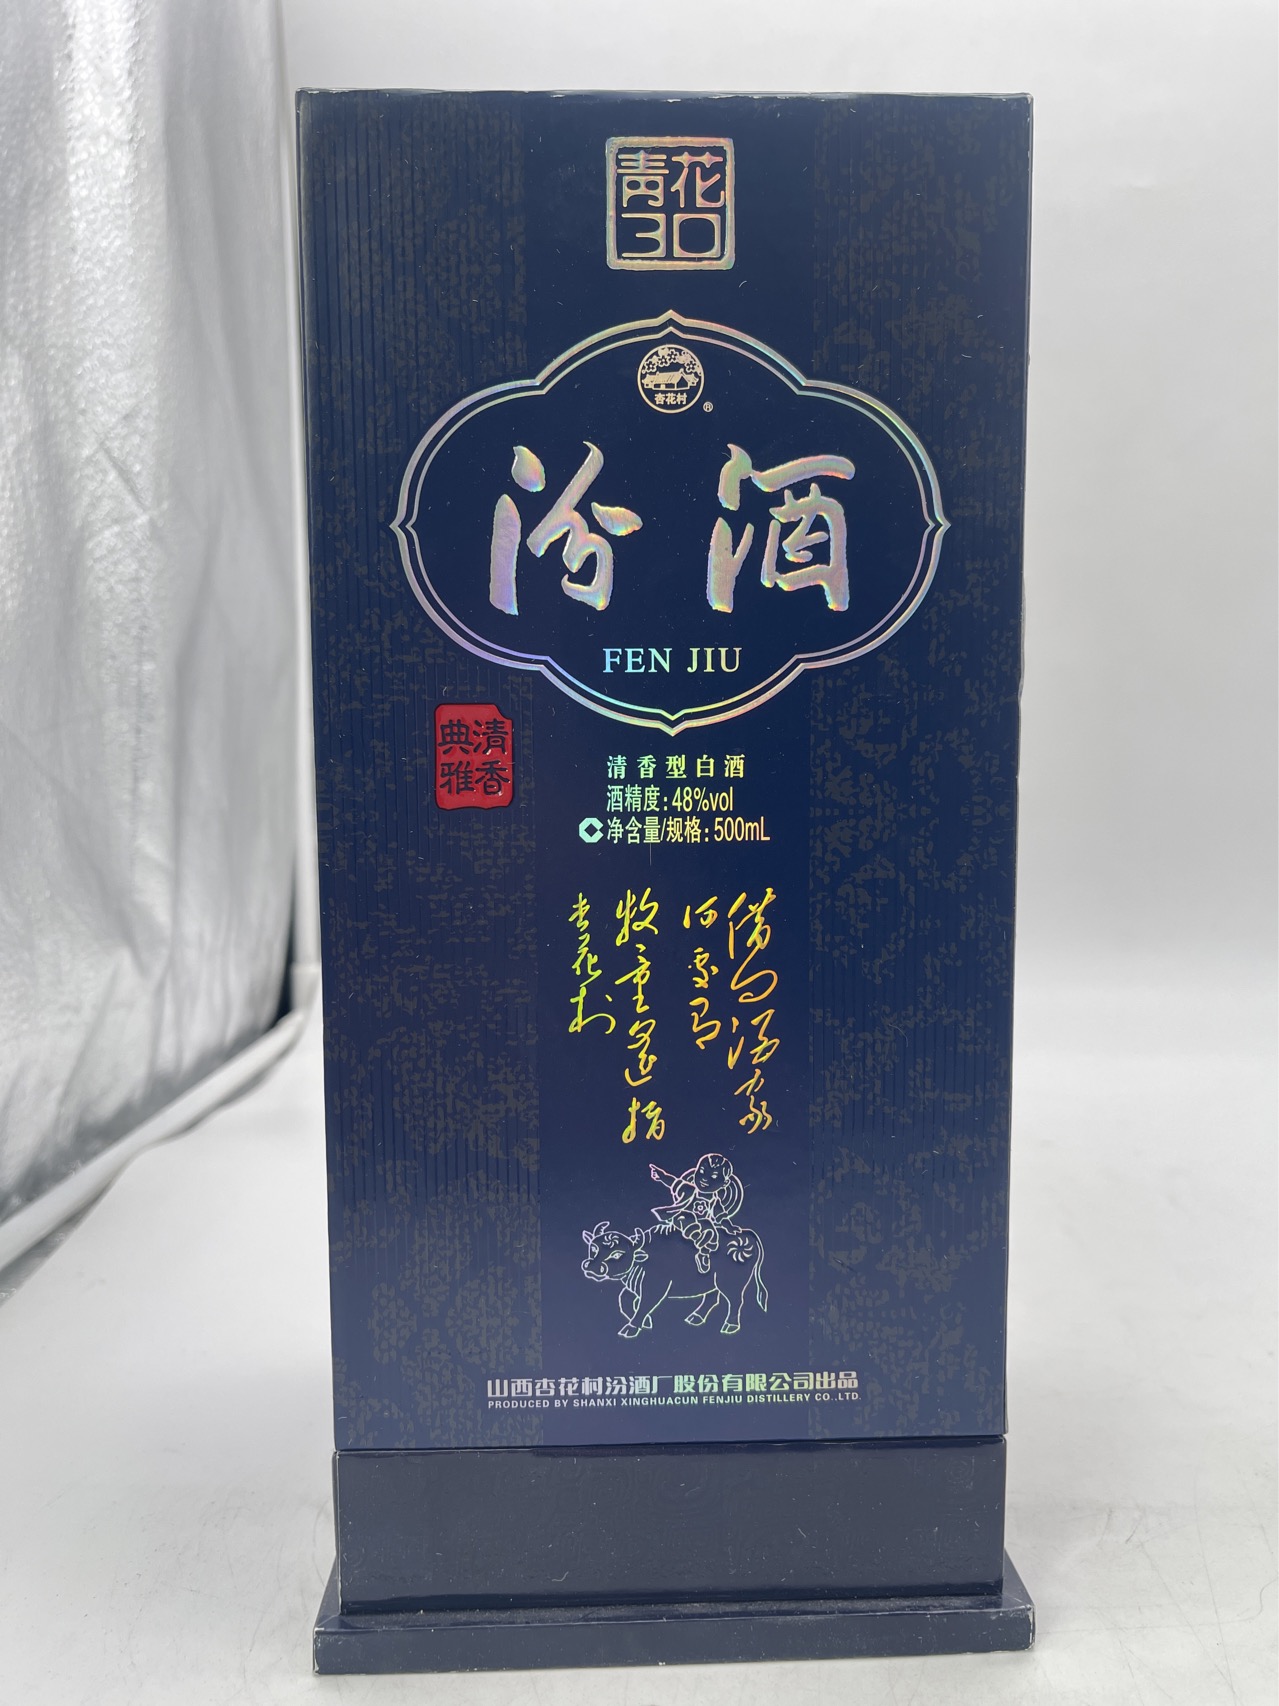 青花
30
杏花村
®
汾酒
FEN JIU
清香
典雅
清香型白酒
酒精度:48%vol
净含量/规格:500mL
借问酒家
何处有
牧童遥指
杏花村
山西杏花村汾酒厂股份有限公司出品
PRODUCED BY SHANXI XINGHUACUN FENJIU DISTILLERY CO.,LTD.